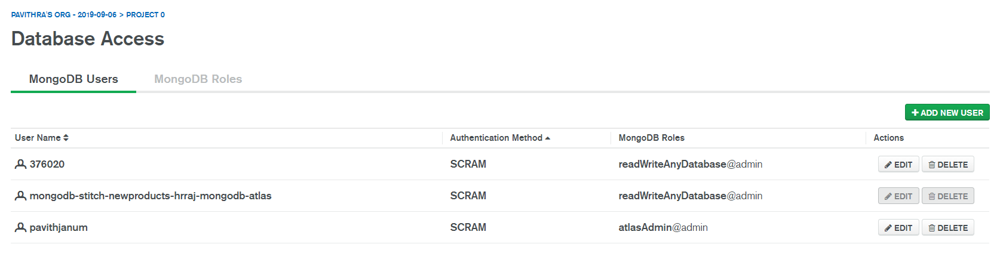 PAVITHRA'S ORG - 2019-09-06 > PROJECT 0
Database Access
MongoDB Users MongoDB Roles
ADD NEW USER
User Name Authentication Method MongoDB Roles Actions
376020 SCRAM readWriteAnyDatabase@admin EDIT DELETE
mongodb-stitch-newproducts-hrraj-mongodb-atlas SCRAM readWriteAnyDatabase@admin EDIT DELETE
pavithjanum SCRAM atlasAdmin@admin EDIT DELETE